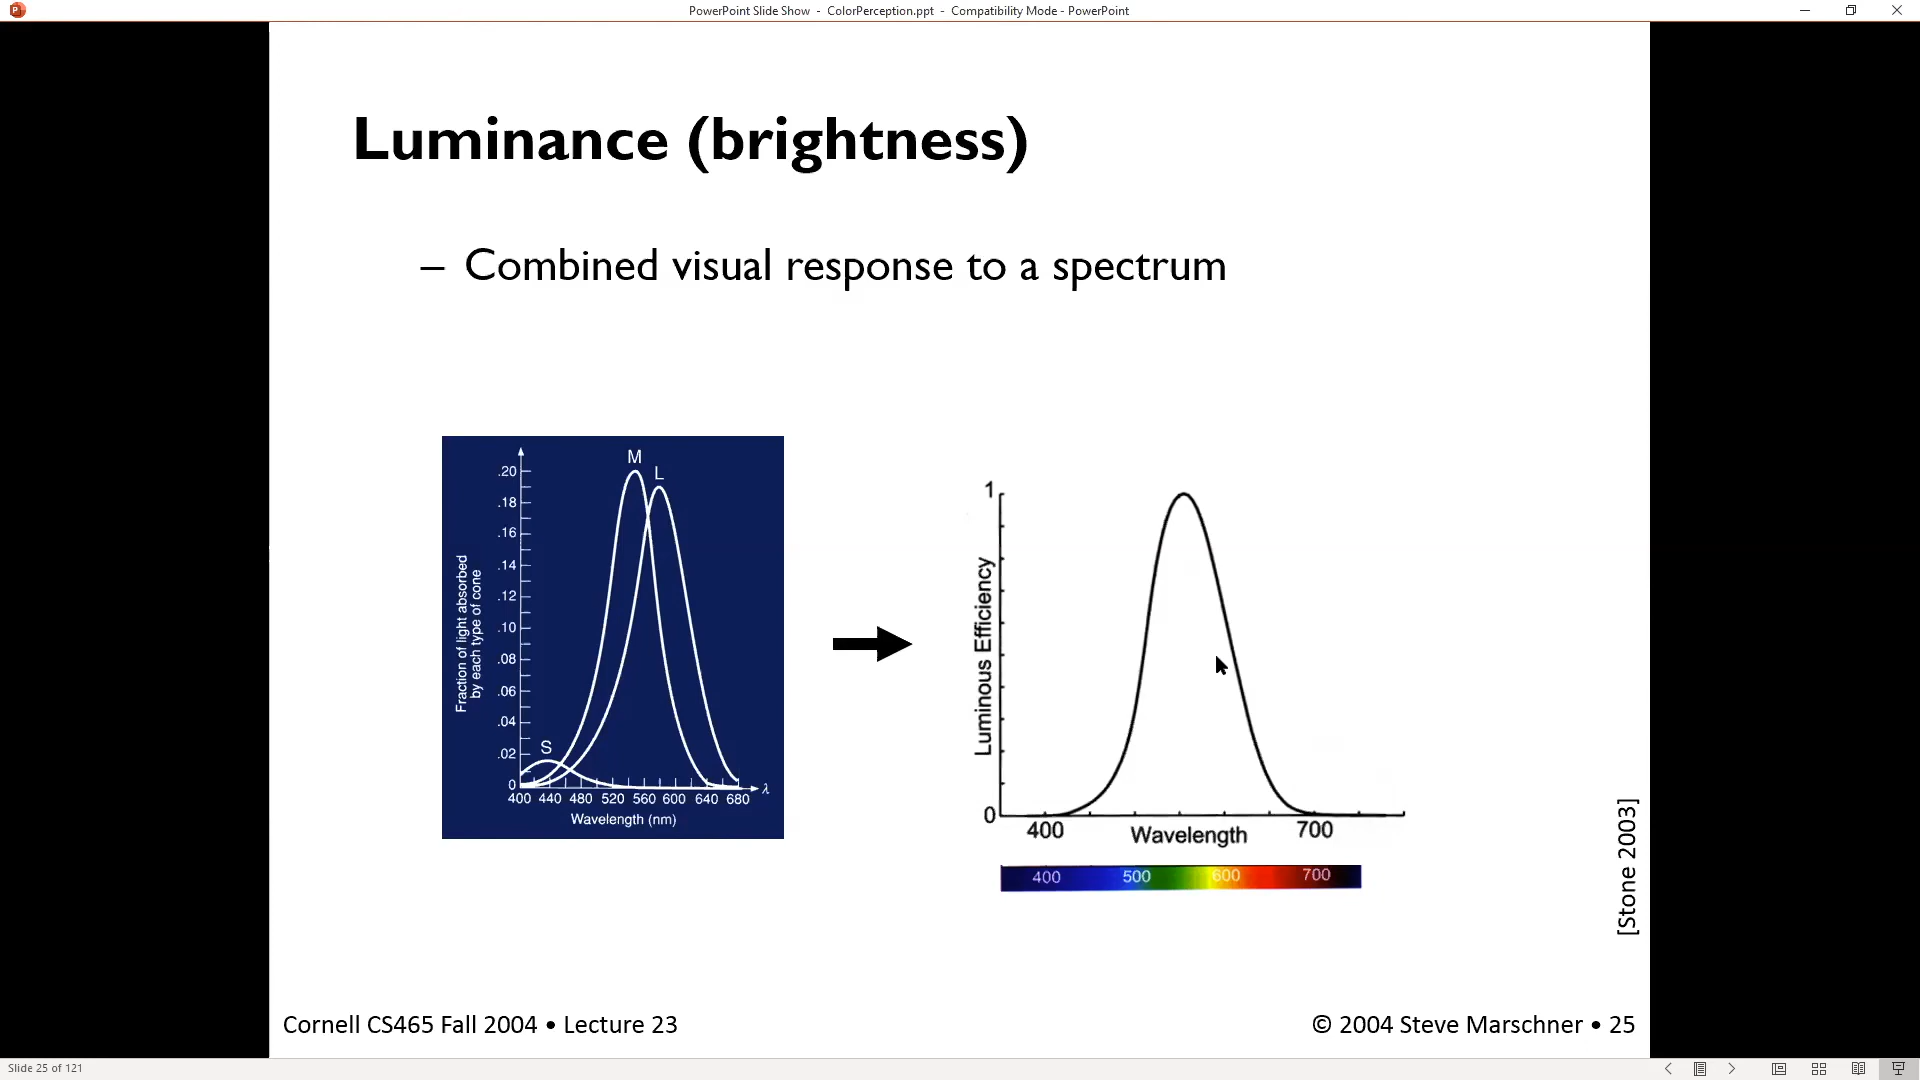 PowerPoint Slide Show - ColorPerception.ppt - Compatibility Mode - PowerPoint
Luminance (brightness)
– Combined visual response to a spectrum
M
L
S
.20
.18
.16
.14
.12
.10
.08
.06
.04
.02
0
Fraction of light absorbed
by each type of cone
400 440 480 520 560 600 640 680 λ
Wavelength (nm)
1
0
Luminous Efficiency
400 Wavelength 700
400 500 600 700
[Stone 2003]
Cornell CS465 Fall 2004 • Lecture 23
© 2004 Steve Marschner • 25
Slide 25 of 121